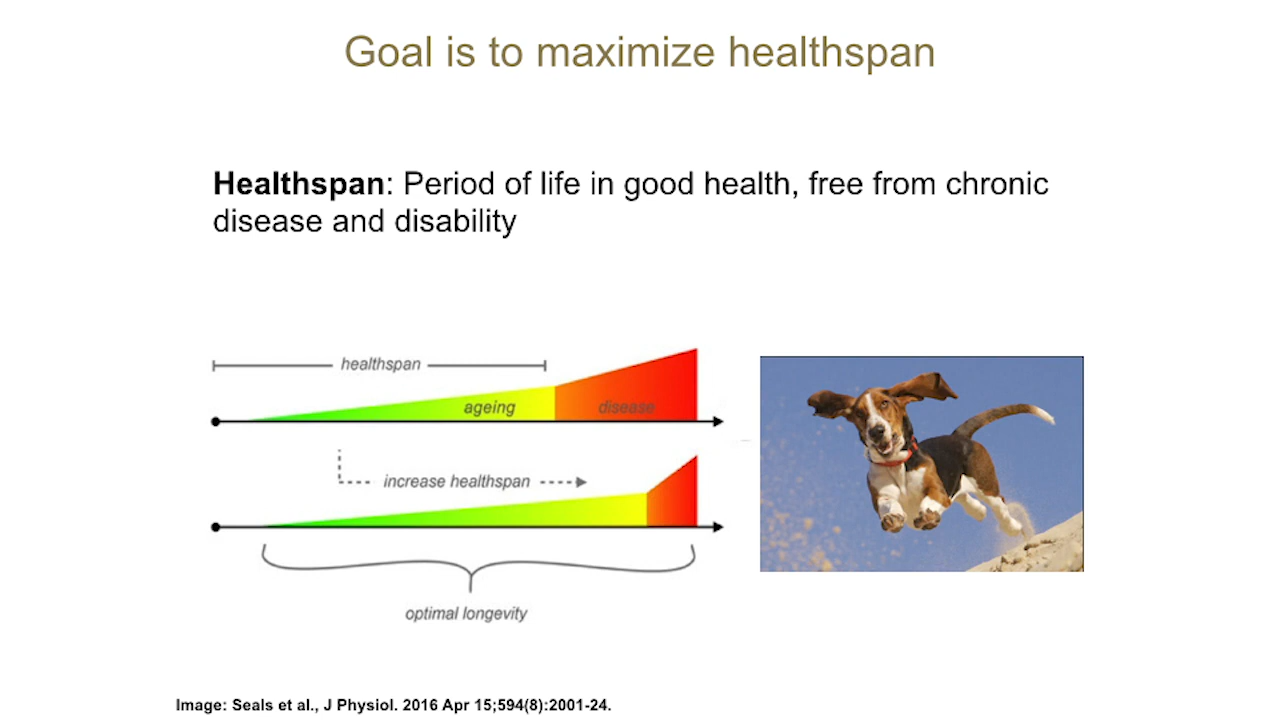 Goal is to maximize healthspan
Healthspan: Period of life in good health, free from chronic
disease and disability
healthspan
ageing
disease
increase healthspan
optimal longevity
Image: Seals et al., J Physiol. 2016 Apr 15;594(8):2001-24.